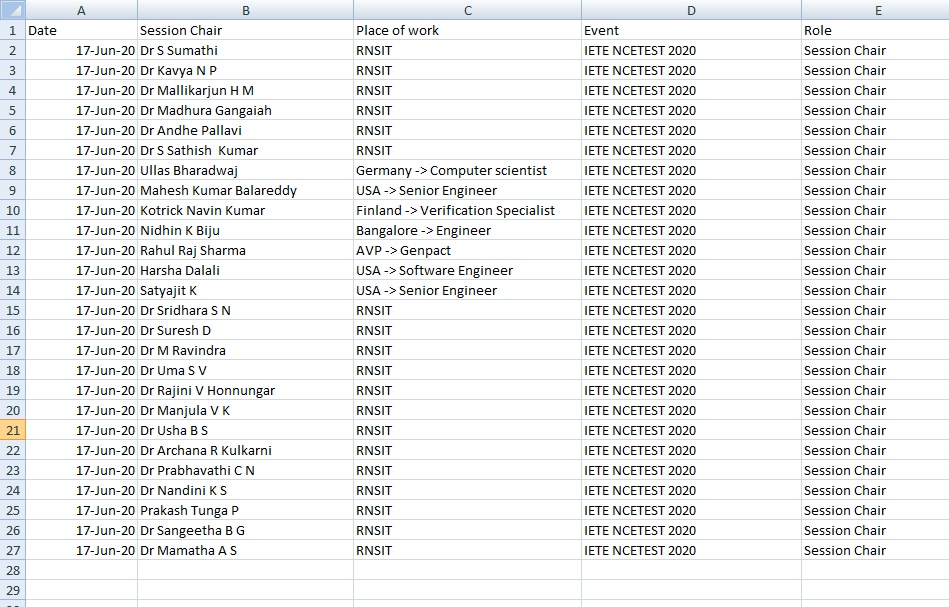 A B C D E
1 Date Session Chair Place of work Event Role
2 17-Jun-20 Dr S Sumathi RNSIT IETE NCETEST 2020 Session Chair
3 17-Jun-20 Dr Kavya N P RNSIT IETE NCETEST 2020 Session Chair
4 17-Jun-20 Dr Mallikarjun H M RNSIT IETE NCETEST 2020 Session Chair
5 17-Jun-20 Dr Madhura Gangaiah RNSIT IETE NCETEST 2020 Session Chair
6 17-Jun-20 Dr Andhe Pallavi RNSIT IETE NCETEST 2020 Session Chair
7 17-Jun-20 Dr S Sathish  Kumar RNSIT IETE NCETEST 2020 Session Chair
8 17-Jun-20 Ullas Bharadwaj Germany -> Computer scientist IETE NCETEST 2020 Session Chair
9 17-Jun-20 Mahesh Kumar Balareddy USA -> Senior Engineer IETE NCETEST 2020 Session Chair
10 17-Jun-20 Kotrick Navin Kumar Finland -> Verification Specialist IETE NCETEST 2020 Session Chair
11 17-Jun-20 Nidhin K Biju Bangalore -> Engineer IETE NCETEST 2020 Session Chair
12 17-Jun-20 Rahul Raj Sharma AVP -> Genpact IETE NCETEST 2020 Session Chair
13 17-Jun-20 Harsha Dalali USA -> Software Engineer IETE NCETEST 2020 Session Chair
14 17-Jun-20 Satyajit K USA -> Senior Engineer IETE NCETEST 2020 Session Chair
15 17-Jun-20 Dr Sridhara S N RNSIT IETE NCETEST 2020 Session Chair
16 17-Jun-20 Dr Suresh D RNSIT IETE NCETEST 2020 Session Chair
17 17-Jun-20 Dr M Ravindra RNSIT IETE NCETEST 2020 Session Chair
18 17-Jun-20 Dr Uma S V RNSIT IETE NCETEST 2020 Session Chair
19 17-Jun-20 Dr Rajini V Honnungar RNSIT IETE NCETEST 2020 Session Chair
20 17-Jun-20 Dr Manjula V K RNSIT IETE NCETEST 2020 Session Chair
21 17-Jun-20 Dr Usha B S RNSIT IETE NCETEST 2020 Session Chair
22 17-Jun-20 Dr Archana R Kulkarni RNSIT IETE NCETEST 2020 Session Chair
23 17-Jun-20 Dr Prabhavathi C N RNSIT IETE NCETEST 2020 Session Chair
24 17-Jun-20 Dr Nandini K S RNSIT IETE NCETEST 2020 Session Chair
25 17-Jun-20 Prakash Tunga P RNSIT IETE NCETEST 2020 Session Chair
26 17-Jun-20 Dr Sangeetha B G RNSIT IETE NCETEST 2020 Session Chair
27 17-Jun-20 Dr Mamatha A S RNSIT IETE NCETEST 2020 Session Chair
28
29